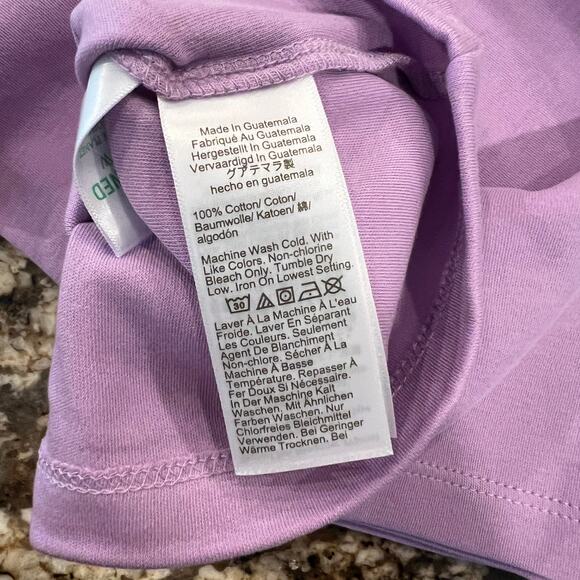 Made In Guatemala
Fabriqué Au Guatemala
Hergestellt In Guatemala
Vervaardigd In Guatemala
グアテマラ製
hecho en guatemala
100% Cotton/ Coton/
Baumwolle/ Katoen/ 綿/
algodón
Machine Wash Cold. With
Like Colors. Non-chlorine
Bleach Only. Tumble Dry
Low. Iron On Lowest Setting.
30
Laver À La Machine À L'eau
Froide. Laver En Séparant
Les Couleurs. Seulement
Agent De Blanchiment
Non-chlorine. Sécher À La
Machine À Basse
Température. Repasser À
Fer Doux Si Nécessaire.
In Der Maschine Kalt
Waschen. Mit Ähnlichen
Farben Waschen. Nur
Chlorfreies Bleichmittel
Verwenden. Bei Geringer
Wärme Trocknen. Bei
NED